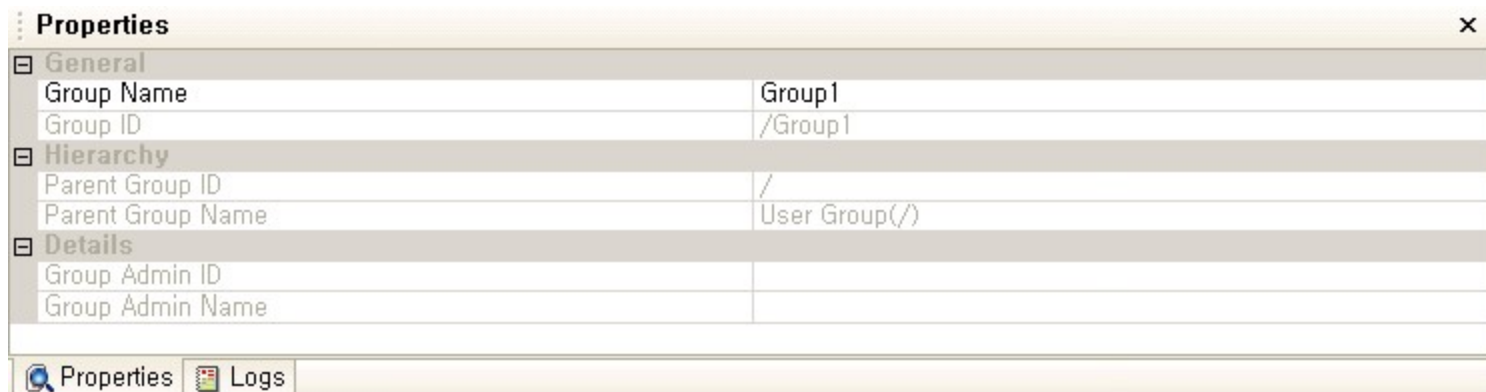 Properties
General
Group Name Group1
Group ID /Group1
Hierarchy
Parent Group ID /
Parent Group Name User Group(/)
Details
Group Admin ID
Group Admin Name
Properties Logs